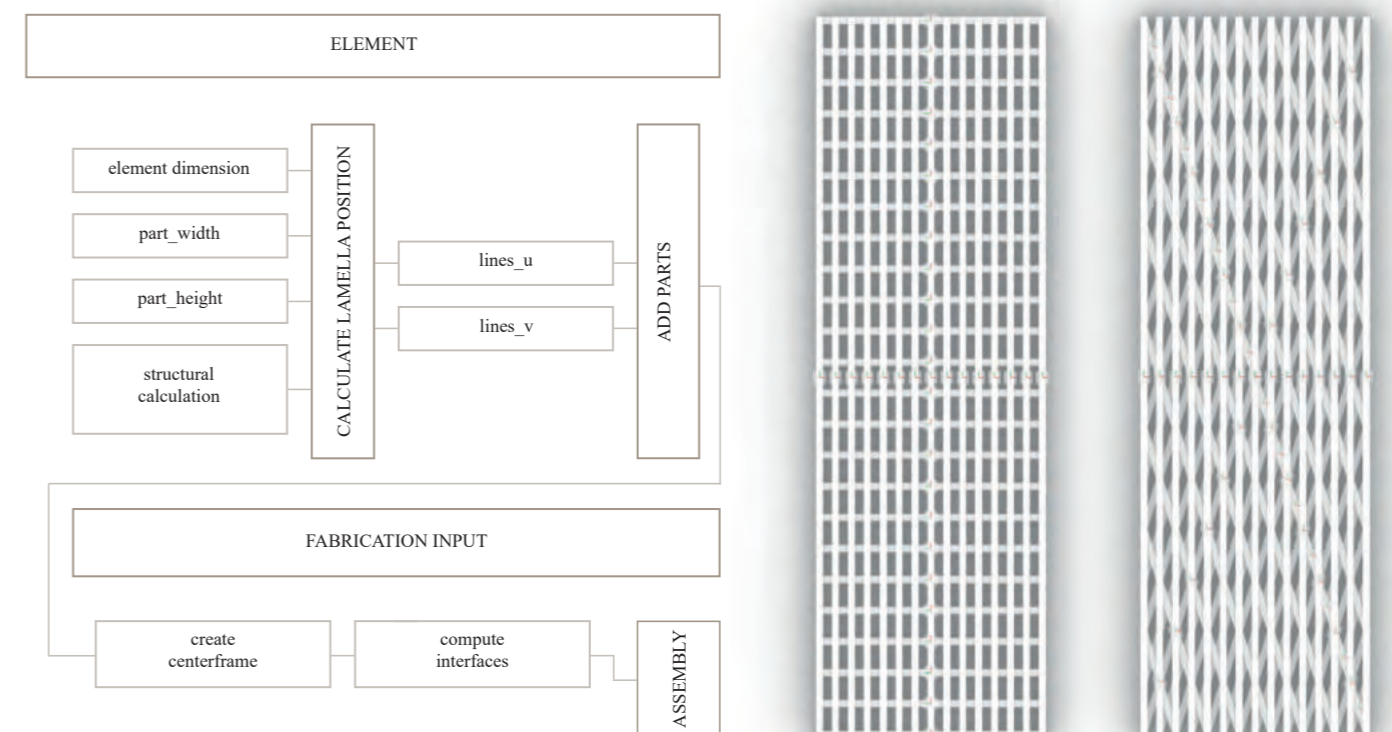 ELEMENT
element dimension
part_width
part_height
structural
calculation
CALCULATE LAMELLA POSITION
lines_u
lines_v
ADD PARTS
FABRICATION INPUT
create
centerframe
compute
interfaces
ASSEMBLY